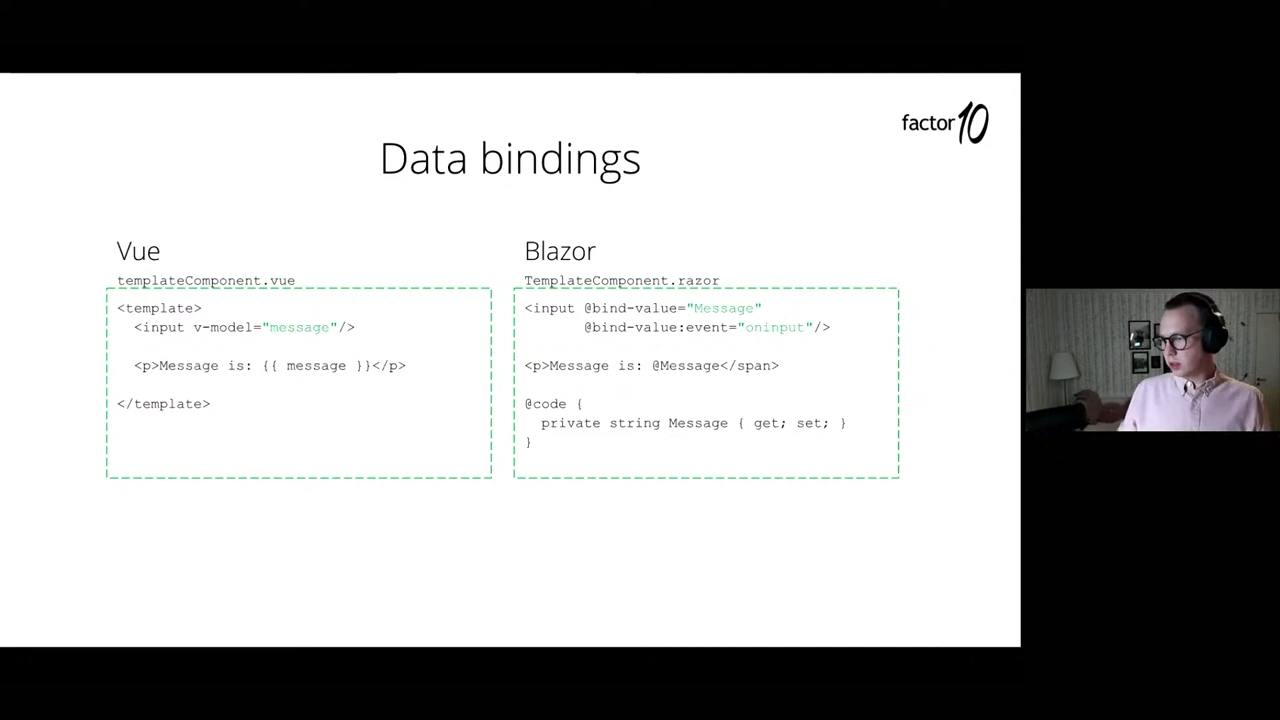 factor10
Data bindings
Vue
templateComponent.vue
<template>
<input v-model="message"/>
<p>Message is: {{ message }}</p>
</template>
Blazor
TemplateComponent.razor
<input @bind-value="Message"
@bind-value:event="oninput"/>
<p>Message is: @Message</span>
@code {
private string Message { get; set; }
}